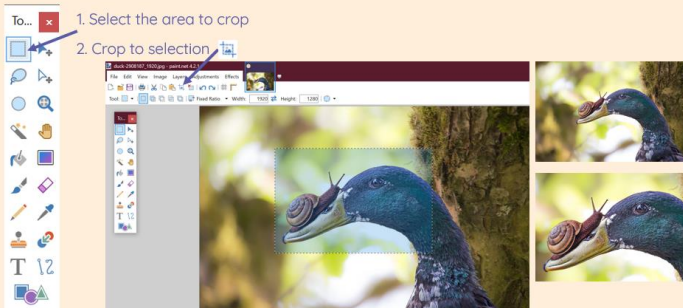 To...
1. Select the area to crop
2. Crop to selection
duck-2908187_1920.jpg - paint.net 4.2.1
File Edit View Image Layers Adjustments Effects
Tool: Fixed Ratio Width: 1920 Height: 1280
To...